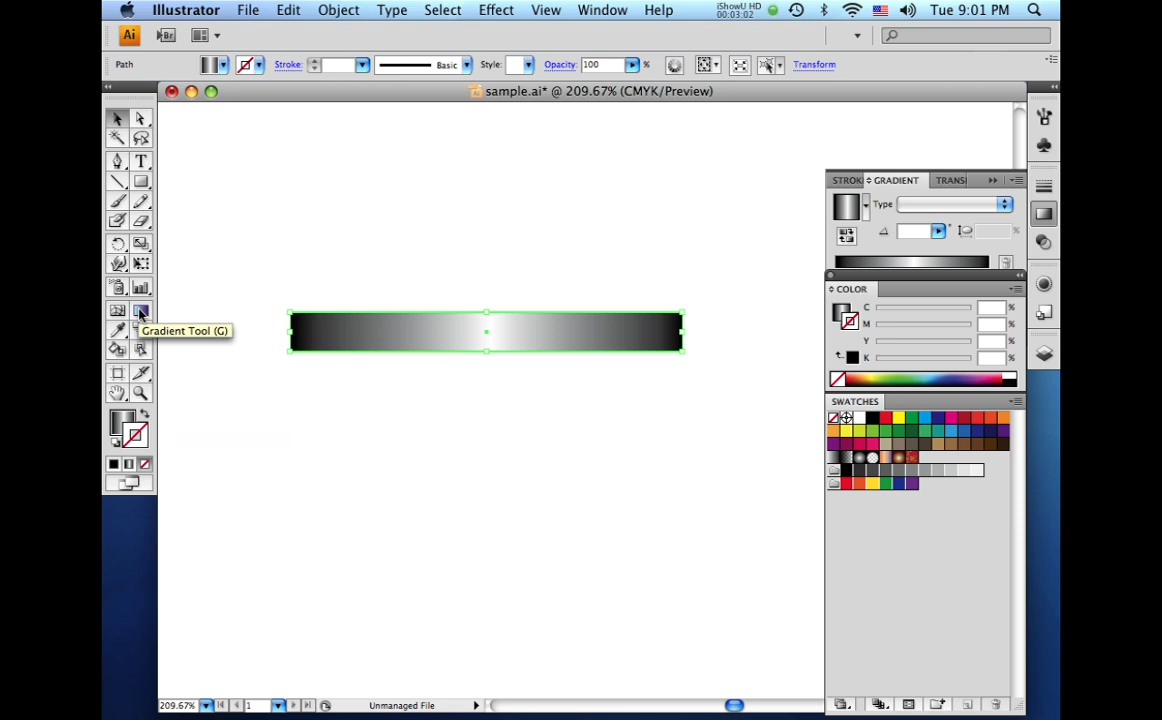 Illustrator File Edit Object Type Select Effect View Window Help iShowU HD 00:03:02 Tue 9:01 PM
Ai Br
Path Stroke: Basic Style: Opacity: 100 % Transform
sample.ai* @ 209.67% (CMYK/Preview)
STROK GRADIENT TRANS
Type
° %
COLOR
C %
M %
Y %
K %
Gradient Tool (G)
SWATCHES
209.67% 1 Unmanaged File